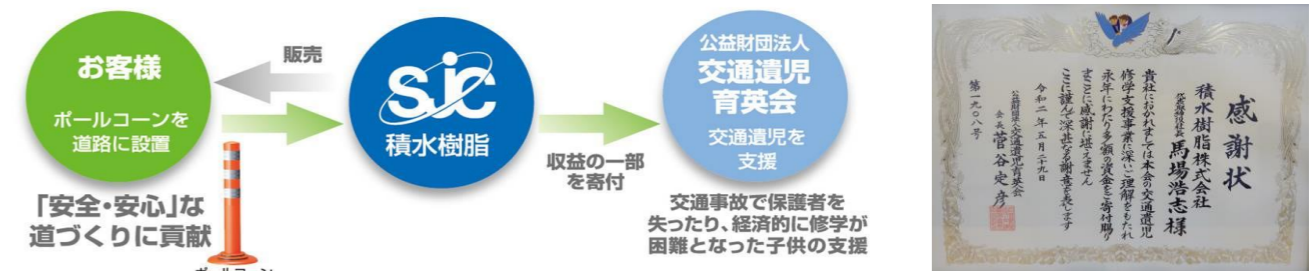 お客様
ポールコーンを
道路に設置
「安全・安心」な
道づくりに貢献
ポールコーン
販売
sjc
積水樹脂
収益の一部
を寄付
公益財団法人
交通遺児
育英会
交通遺児を
支援
交通事故で保護者を
失ったり、経済的に修学が
困難となった子供の支援
感謝状
積水樹脂株式会社
代表取締役社長 馬場浩志様
貴社におかれましては本会の交通遺児
修学支援事業に深いご理解をもたれ
永年にわたり多額の資金をご寄付賜り
まことに感謝に堪えません
ここに謹んで深甚なる謝意を表します
令和二年五月二十九日
公益財団法人交通遺児育英会
会長 菅谷定彦
第一九〇八号